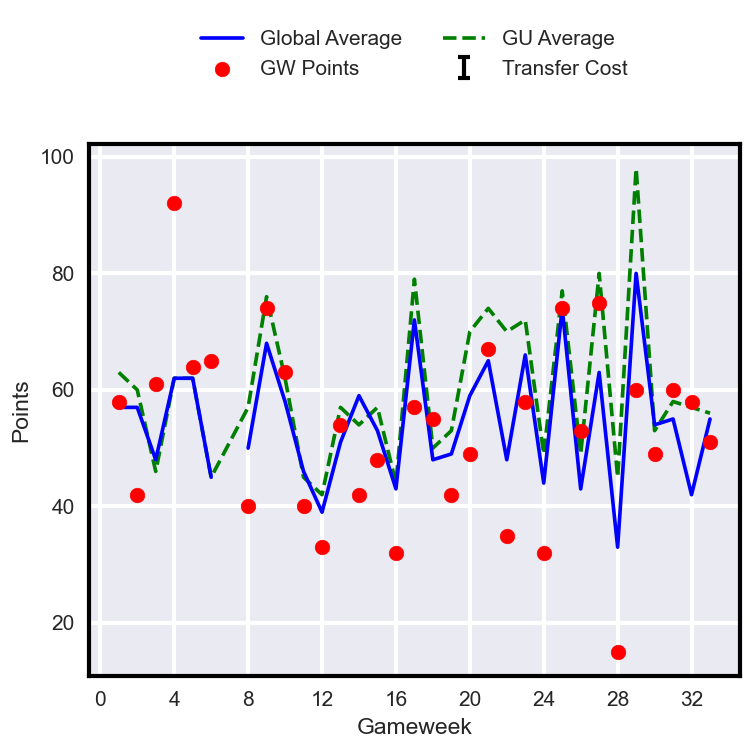 Global Average
GU Average
GW Points
Transfer Cost
100
80
60
40
20
Points
0 4 8 12 16 20 24 28 32
Gameweek